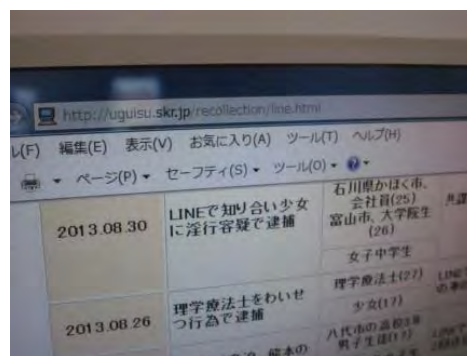 http://uguisu.skr.jp/recollection/line.html
(F) 編集(E) 表示(V) お気に入り(A) ツール(T) ヘルプ(H)
ページ(P) セーフティ(S) ツール(O)
2013.08.30
LINEで知り合い少女
に淫行容疑で逮捕
石川県かほく市、
会社員(25)
富山市、大学院生
(26)
女子中学生
2013.08.26
理学療法士をわいせ
つ行為で逮捕
理学療法士(27)
少女(17)
八代市の高校3年
男子生徒(17)
熊本の